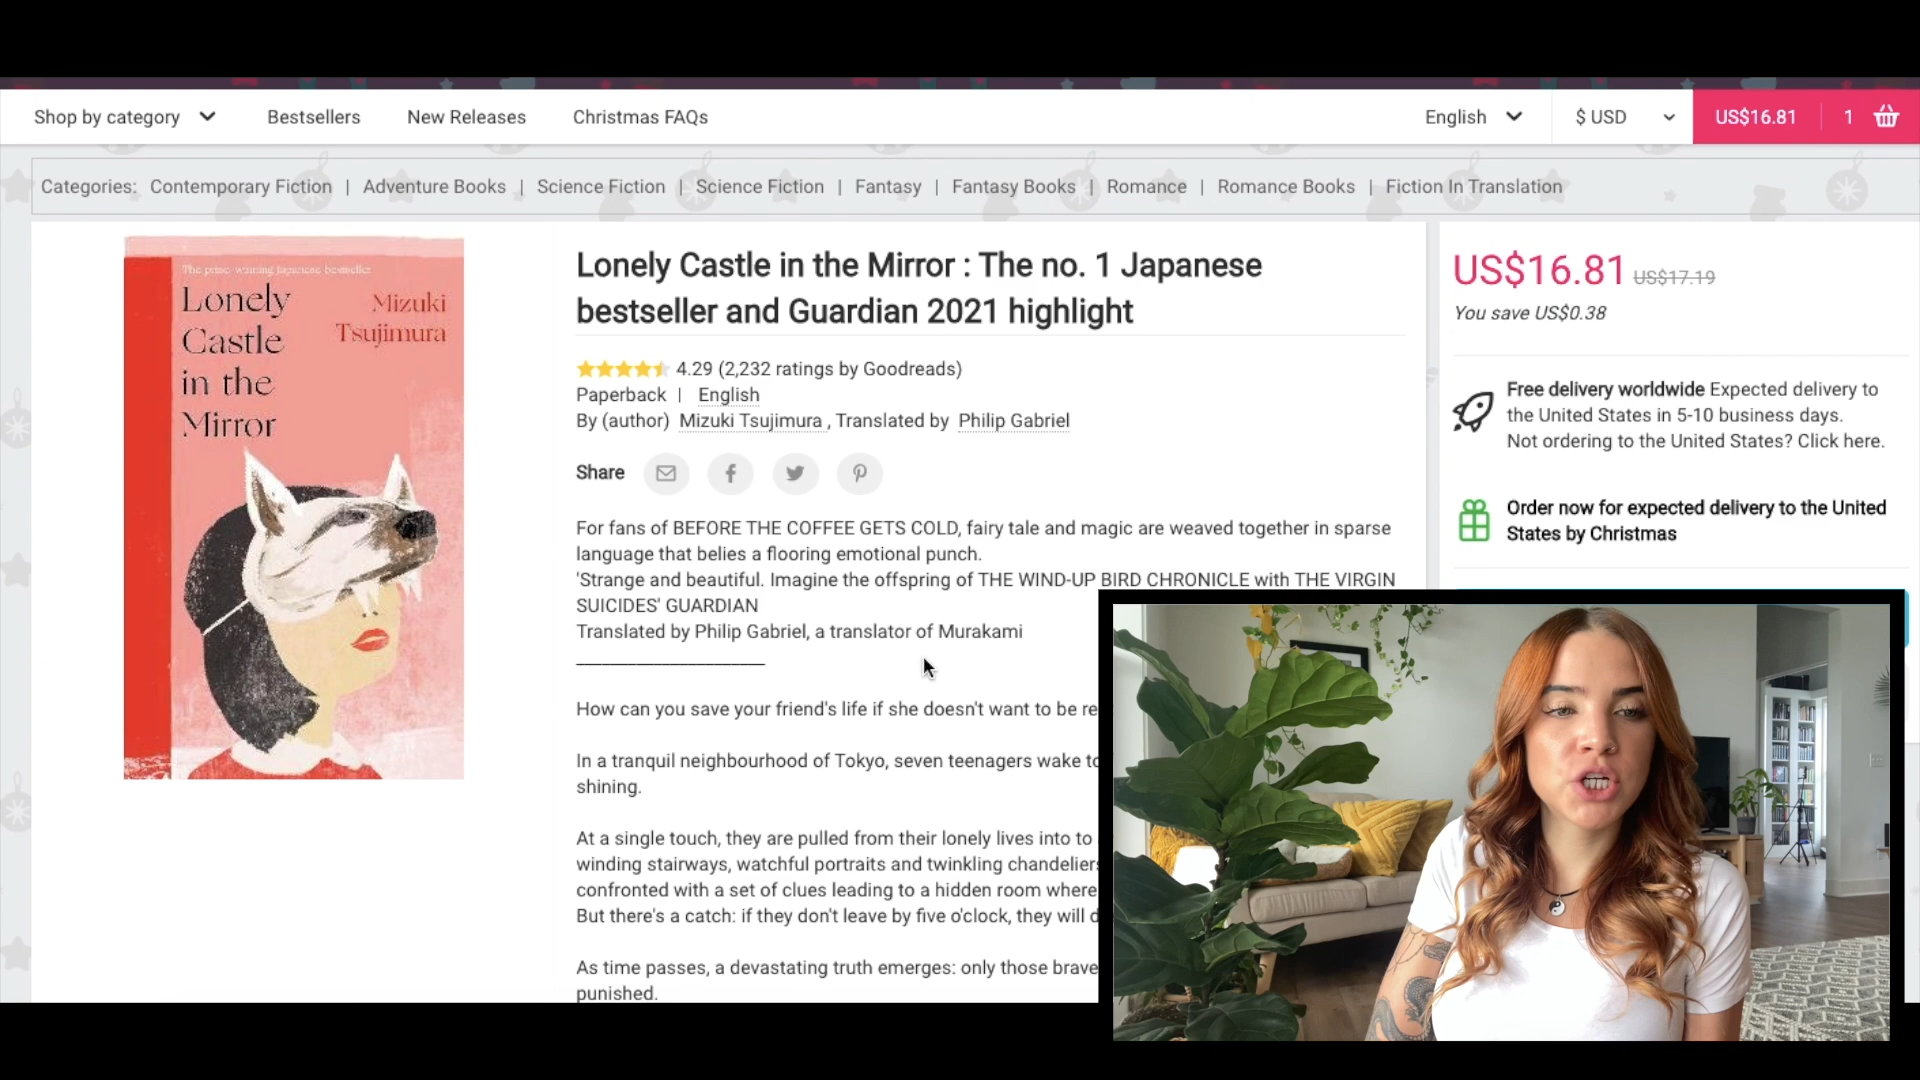 Shop by category
Bestsellers
New Releases
Christmas FAQs
English
$ USD
US$16.81
1
Categories: Contemporary Fiction | Adventure Books | Science Fiction | Science Fiction | Fantasy | Fantasy Books | Romance | Romance Books | Fiction In Translation
The prize-winning Japanese bestseller
Lonely
Castle
in the
Mirror
Mizuki
Tsujimura
Lonely Castle in the Mirror : The no. 1 Japanese
bestseller and Guardian 2021 highlight
4.29 (2,232 ratings by Goodreads)
Paperback | English
By (author) Mizuki Tsujimura , Translated by Philip Gabriel
Share
For fans of BEFORE THE COFFEE GETS COLD, fairy tale and magic are weaved together in sparse
language that belies a flooring emotional punch.
'Strange and beautiful. Imagine the offspring of THE WIND-UP BIRD CHRONICLE with THE VIRGIN
SUICIDES' GUARDIAN
Translated by Philip Gabriel, a translator of Murakami
How can you save your friend's life if she doesn't want to be re
In a tranquil neighbourhood of Tokyo, seven teenagers wake to
shining.
At a single touch, they are pulled from their lonely lives into to
winding stairways, watchful portraits and twinkling chandeliers
confronted with a set of clues leading to a hidden room where
But there's a catch: if they don't leave by five o'clock, they will d
As time passes, a devastating truth emerges: only those brave
punished.
US$16.81 US$17.19
You save US$0.38
Free delivery worldwide Expected delivery to
the United States in 5-10 business days.
Not ordering to the United States? Click here.
Order now for expected delivery to the United
States by Christmas